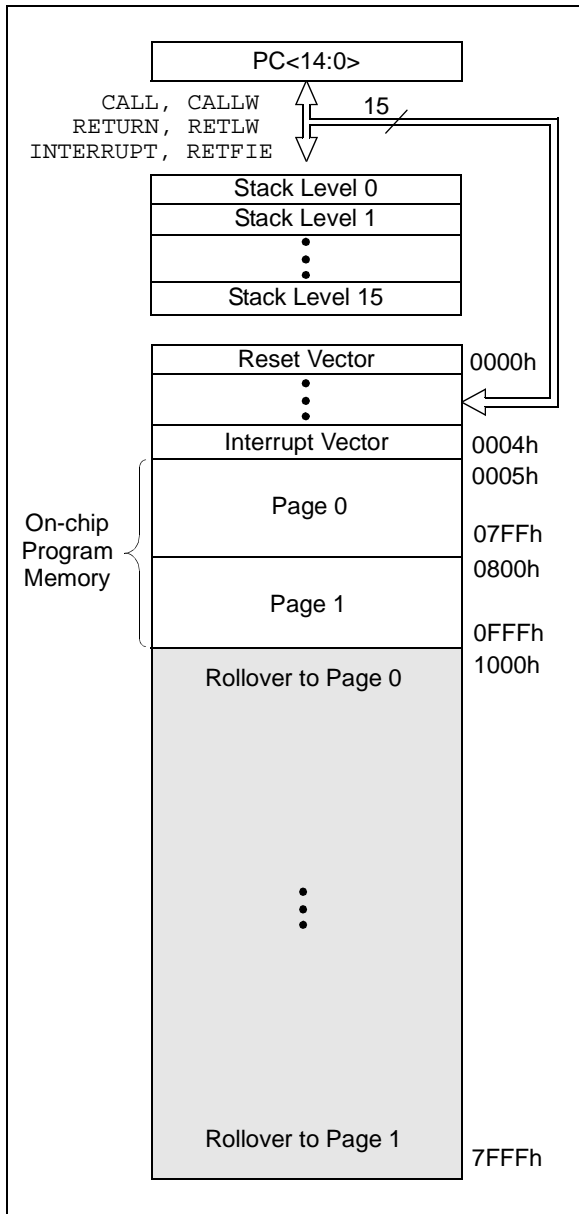 PC<14:0>
CALL, CALLW
RETURN, RETLW
INTERRUPT, RETFIE
15
Stack Level 0
Stack Level 1
Stack Level 15
Reset Vector
0000h
Interrupt Vector
0004h
0005h
On-chip
Program
Memory
Page 0
07FFh
0800h
Page 1
0FFFh
1000h
Rollover to Page 0
Rollover to Page 1
7FFFh